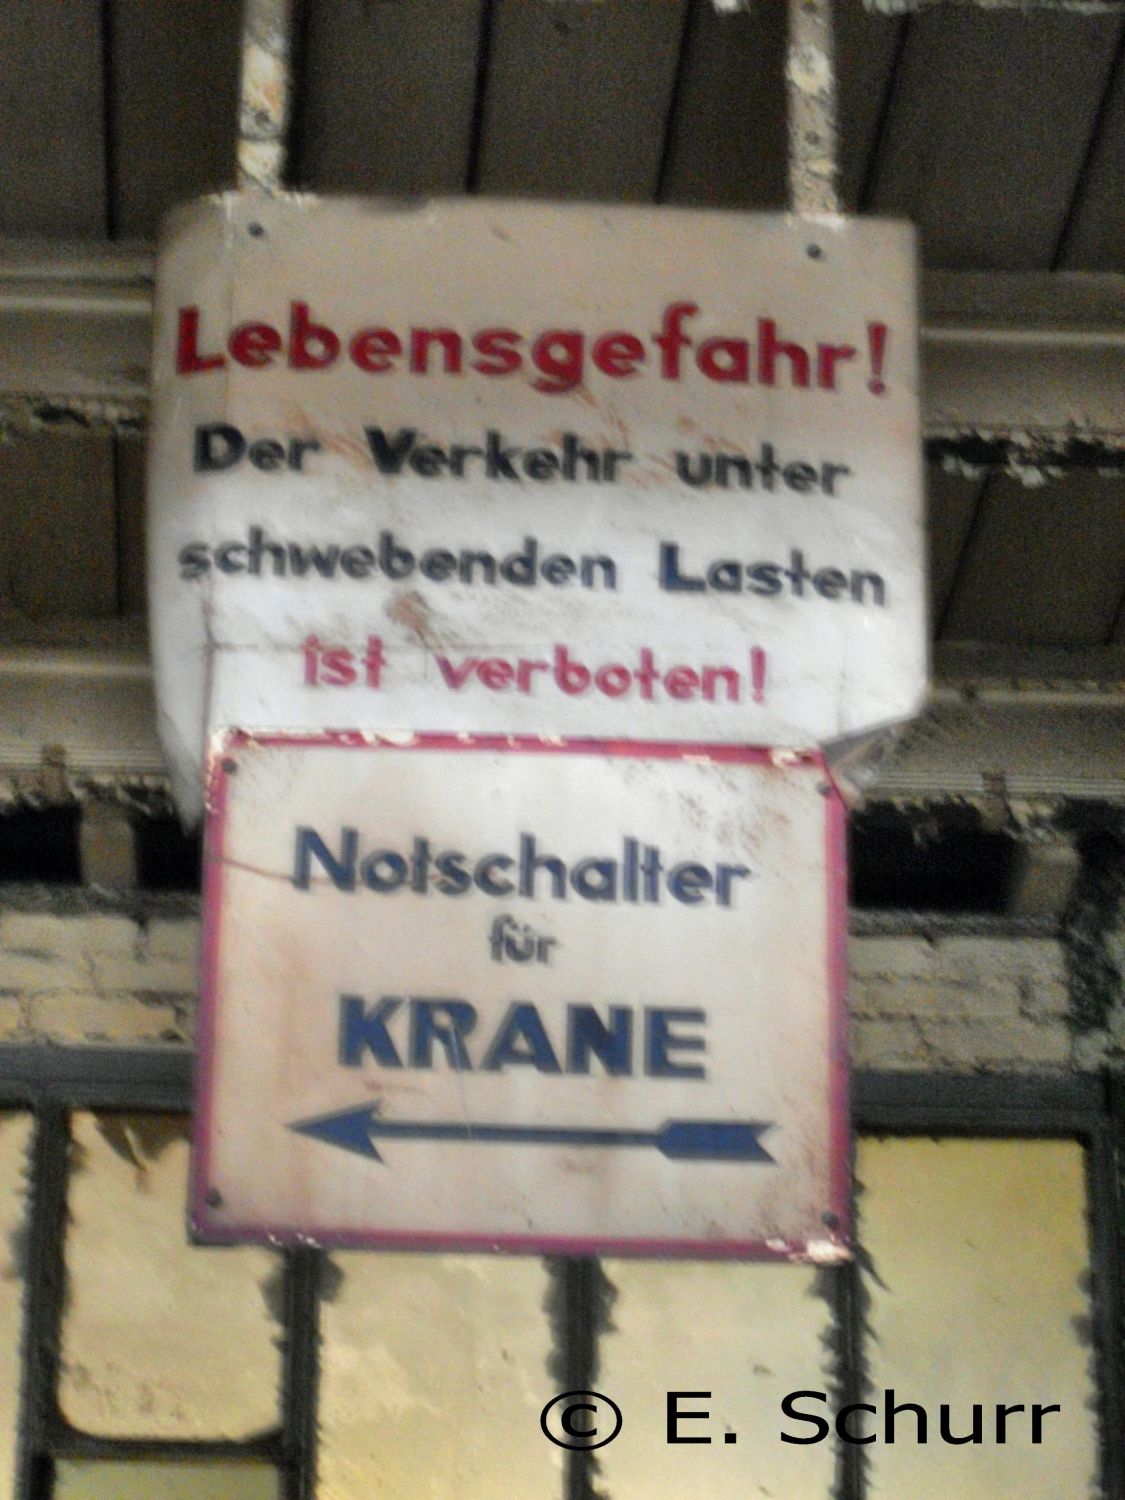 Lebensgefahr!
Der Verkehr unter
schwebenden Lasten
ist verboten!
Notschalter
für
KRANE
© E. Schurr